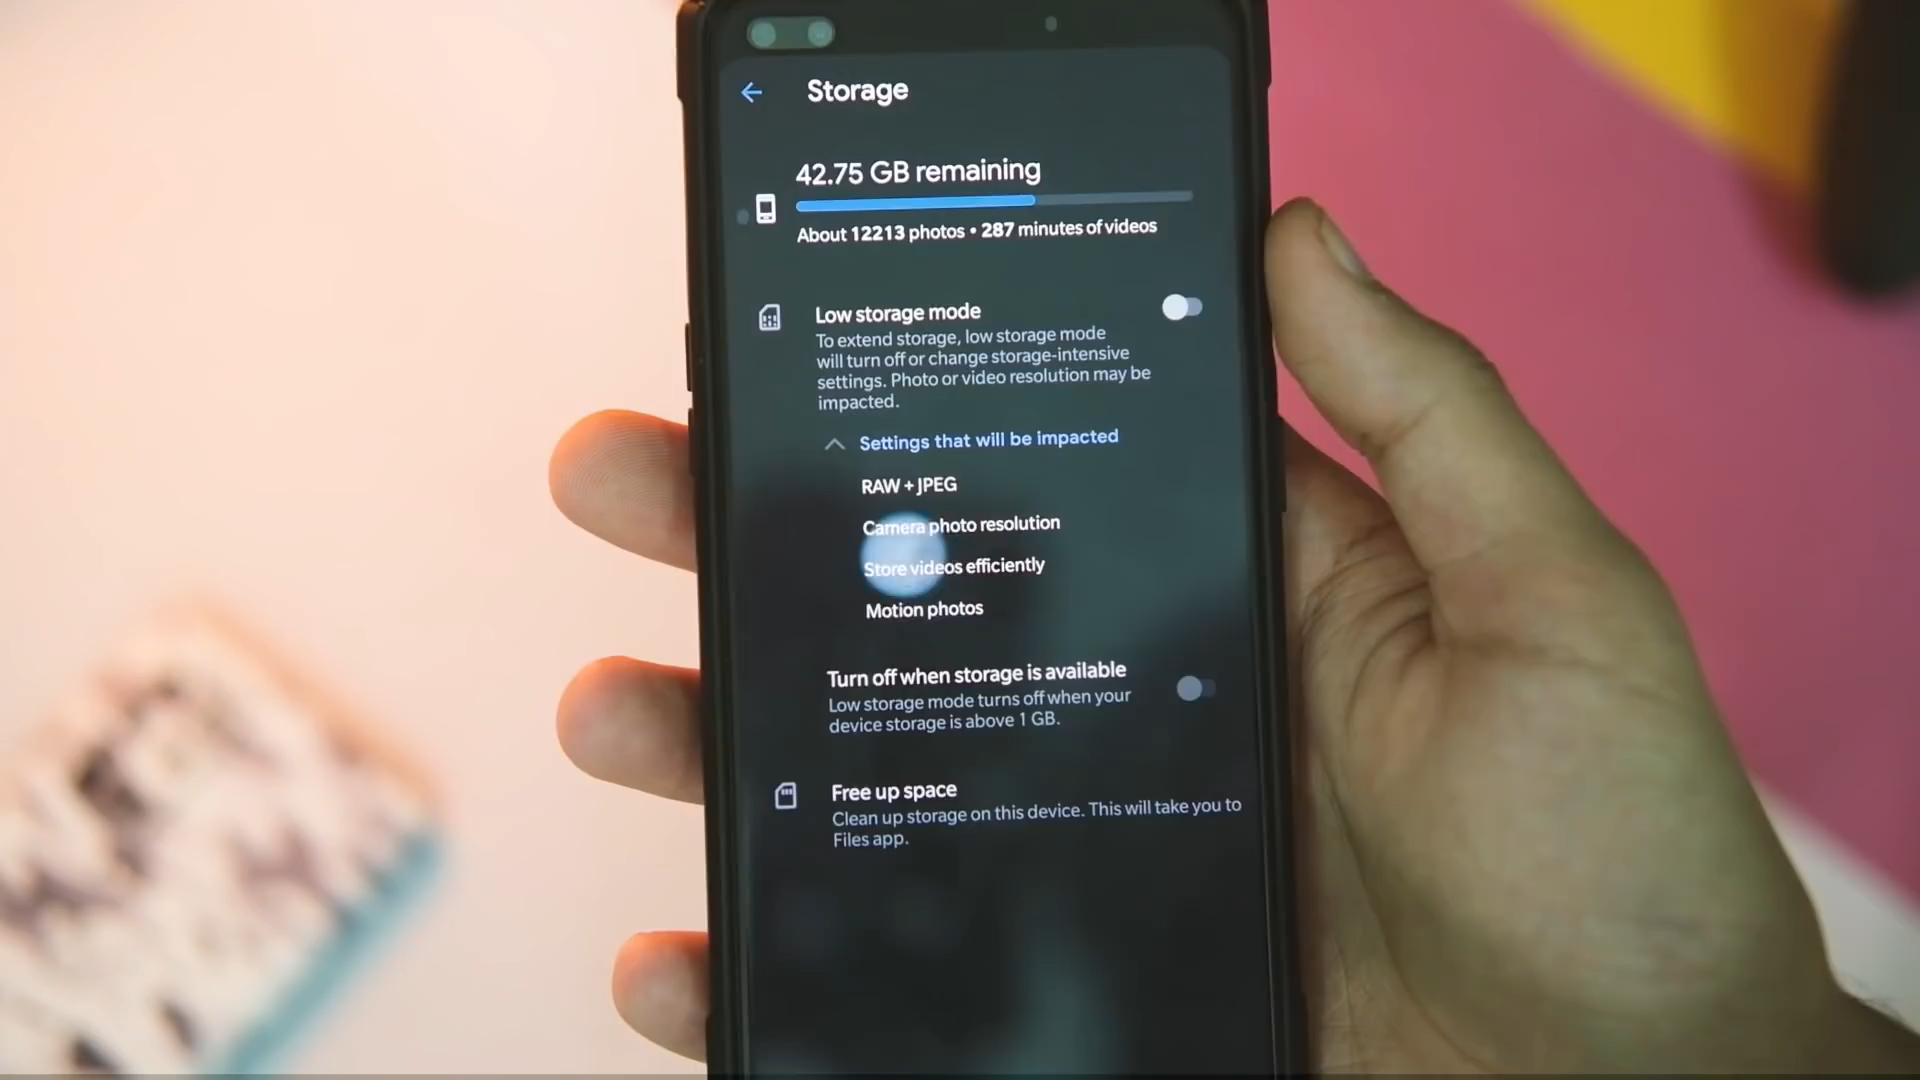 Storage
42.75 GB remaining
About 12213 photos • 287 minutes of videos
Low storage mode
To extend storage, low storage mode
will turn off or change storage-intensive
settings. Photo or video resolution may be
impacted.
Settings that will be impacted
RAW + JPEG
Camera photo resolution
Store videos efficiently
Motion photos
Turn off when storage is available
Low storage mode turns off when your
device storage is above 1 GB.
Free up space
Clean up storage on this device. This will take you to
Files app.